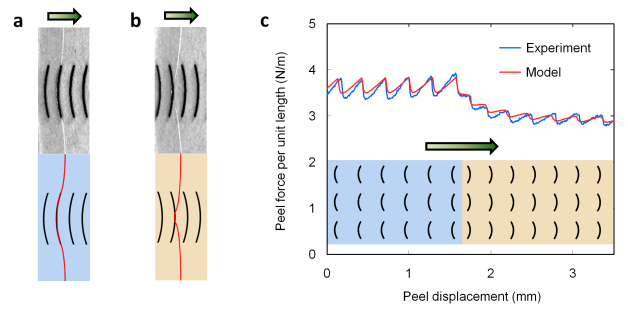 a
b
c
Peel force per unit length (N/m)
5
4
3
2
1
0
Experiment
Model
0
1
2
3
Peel displacement (mm)